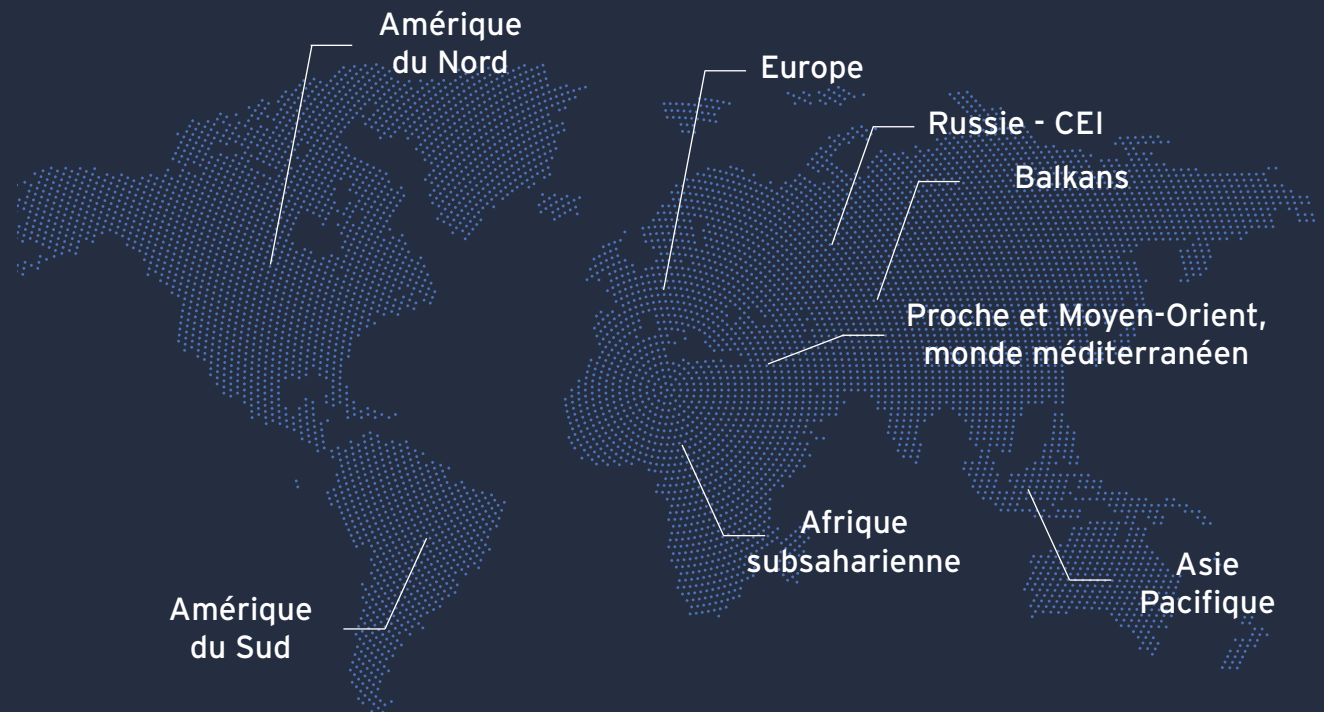 Amérique
du Nord
Europe
Russie - CEI
Balkans
Proche et Moyen-Orient,
monde méditerranéen
Afrique
subsaharienne
Asie
Pacifique
Amérique
du Sud